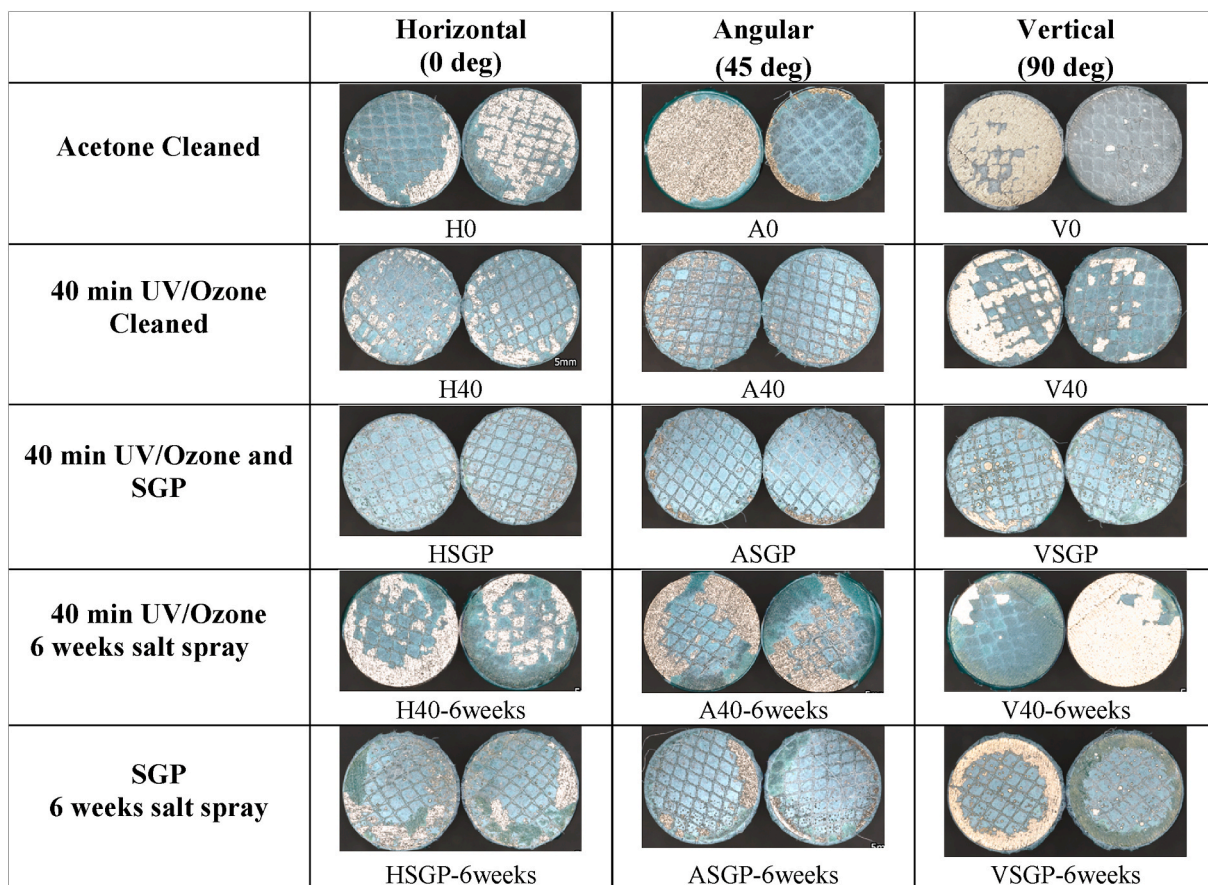 Horizontal
(0 deg)
Angular
(45 deg)
Vertical
(90 deg)
Acetone Cleaned
H0
A0
V0
40 min UV/Ozone
Cleaned
5mm
H40
A40
V40
40 min UV/Ozone and
SGP
HSGP
ASGP
VSGP
40 min UV/Ozone
6 weeks salt spray
H40-6weeks
A40-6weeks
V40-6weeks
SGP
6 weeks salt spray
HSGP-6weeks
ASGP-6weeks
VSGP-6weeks